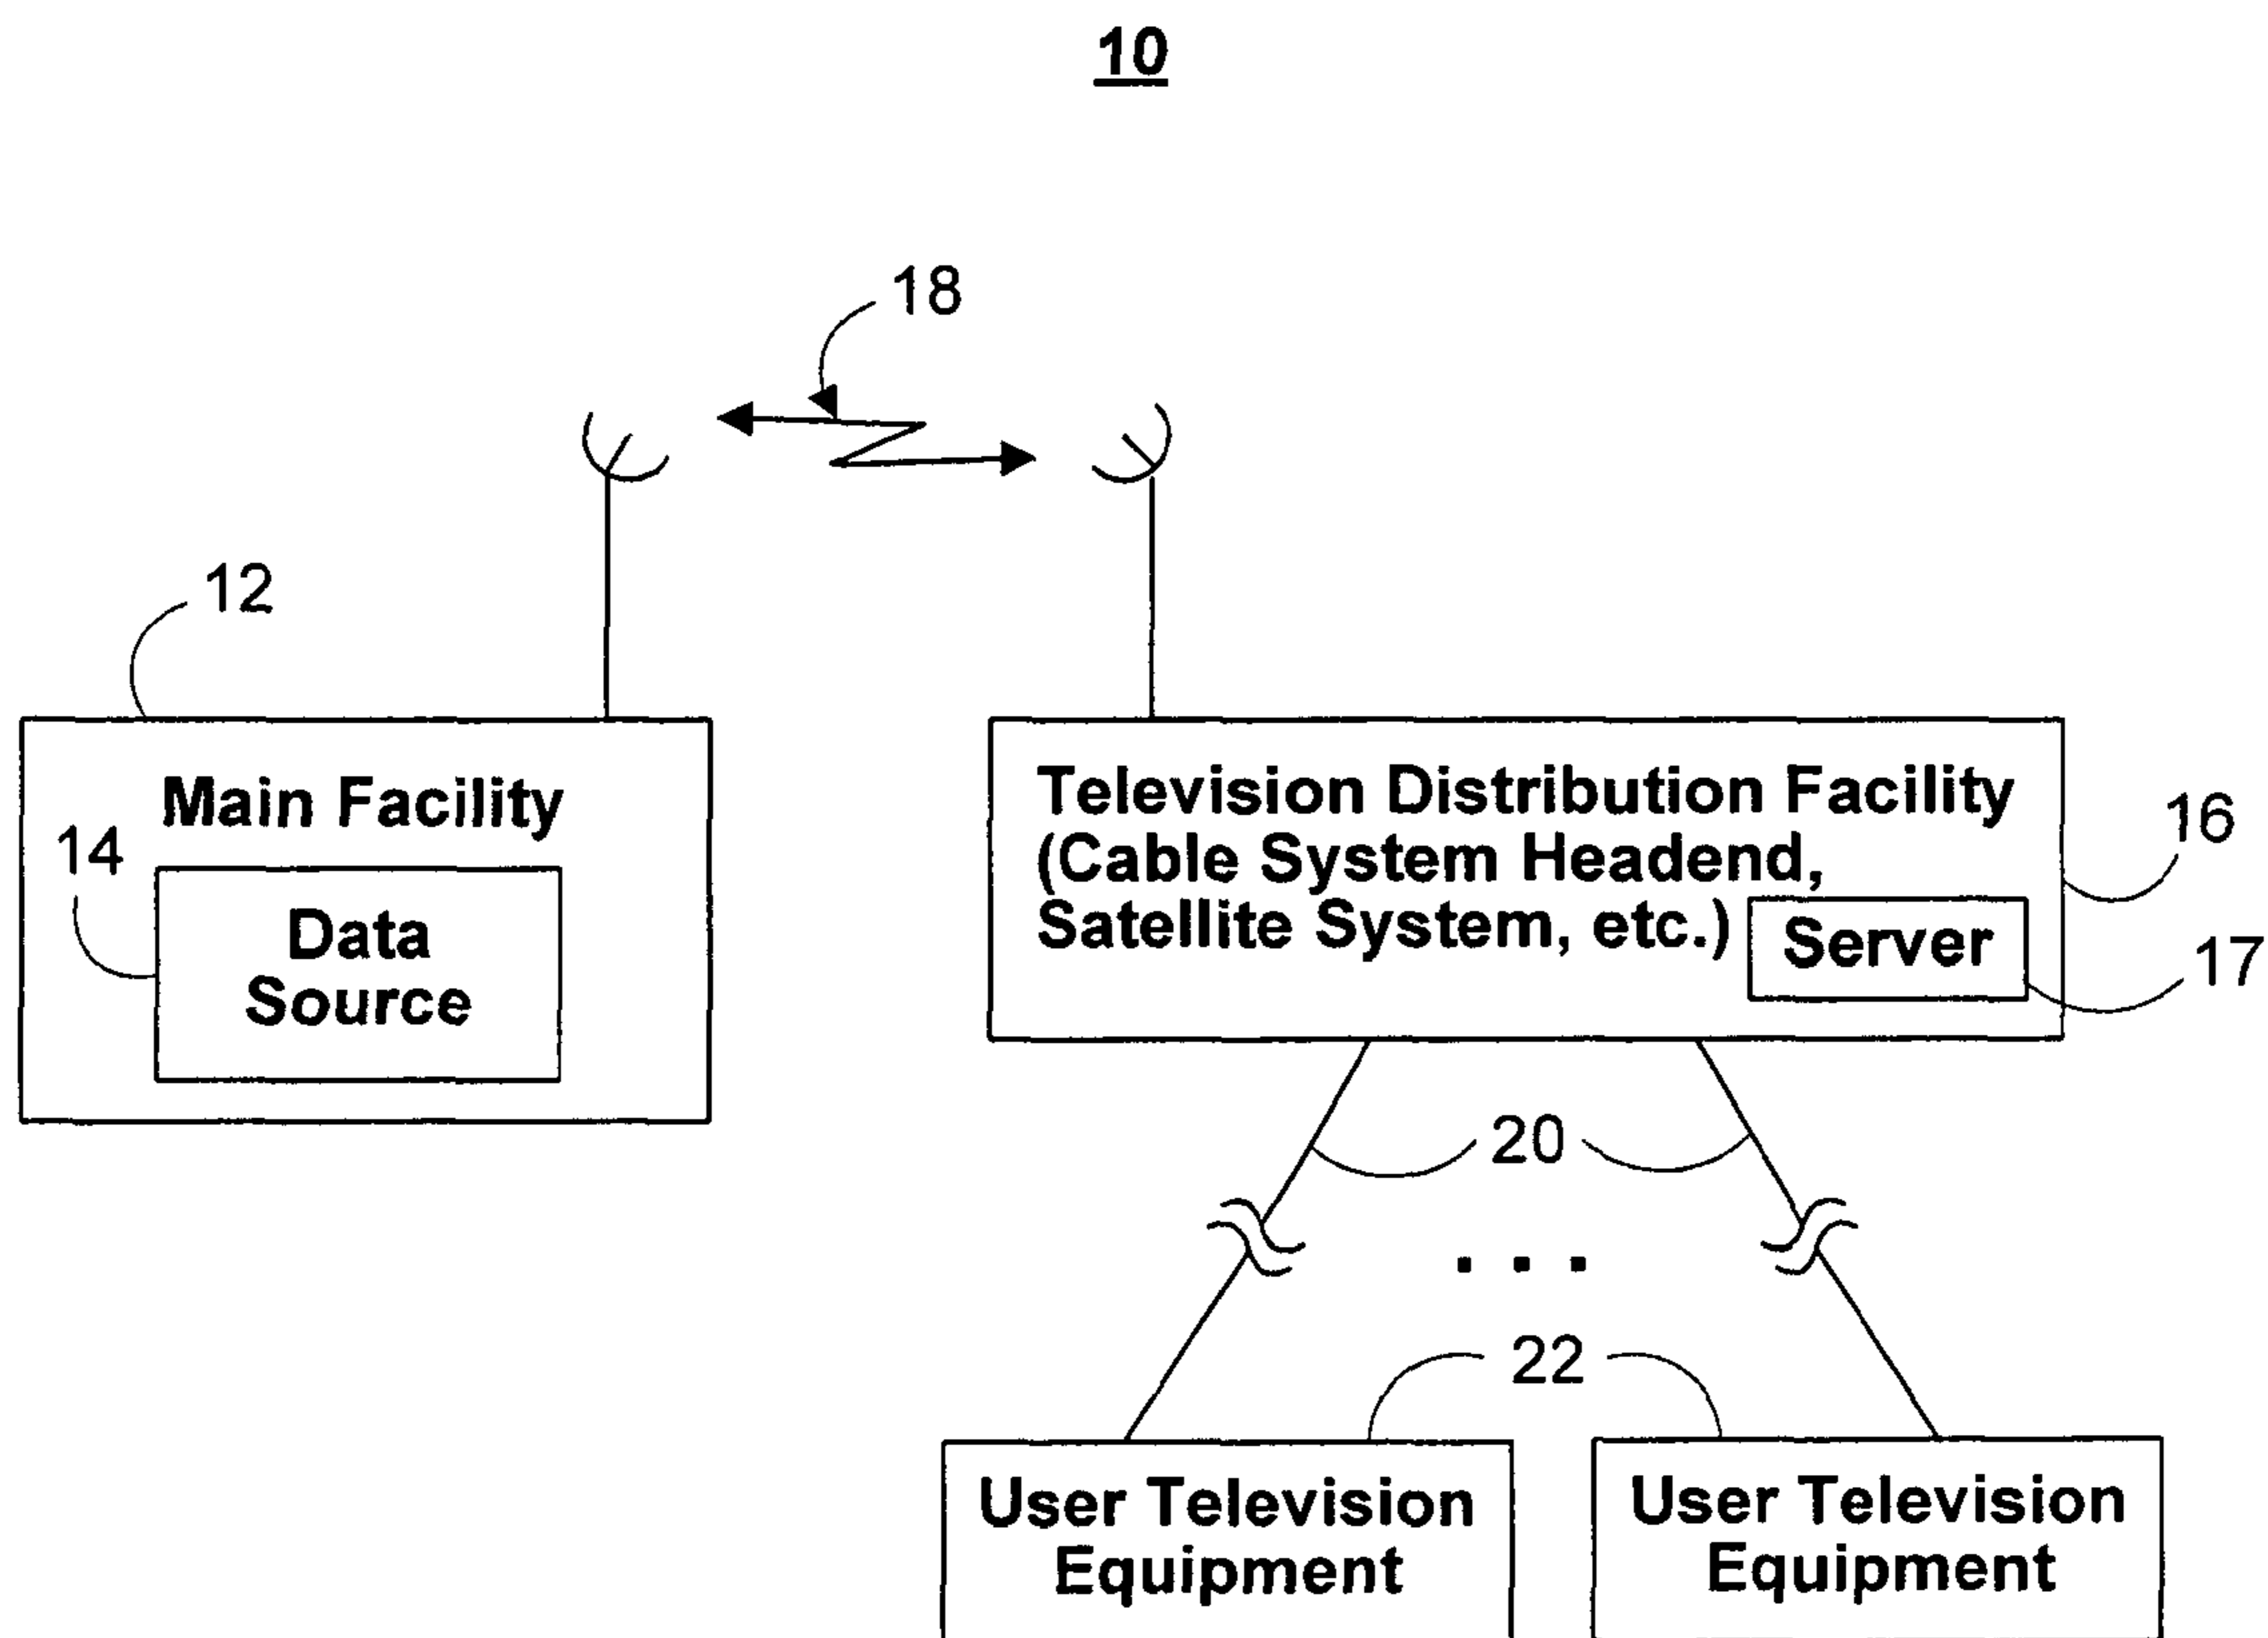 10
18
12
Main Facility
14
Data
Source
Television Distribution Facility
(Cable System Headend,
Satellite System, etc.)
Server
16
17
20
. . .
22
User Television
Equipment
User Television
Equipment